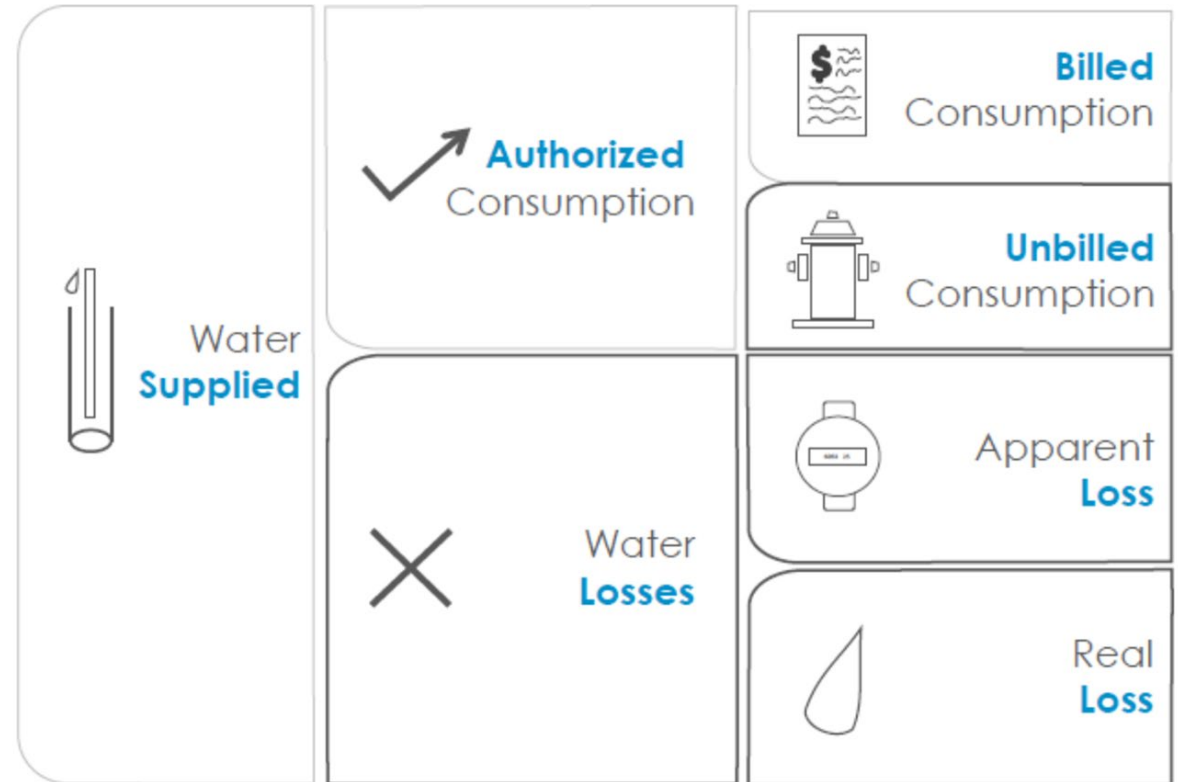 Water
Supplied
Authorized
Consumption
Water
Losses
$
Billed
Consumption
Unbilled
Consumption
Apparent
Loss
Real
Loss